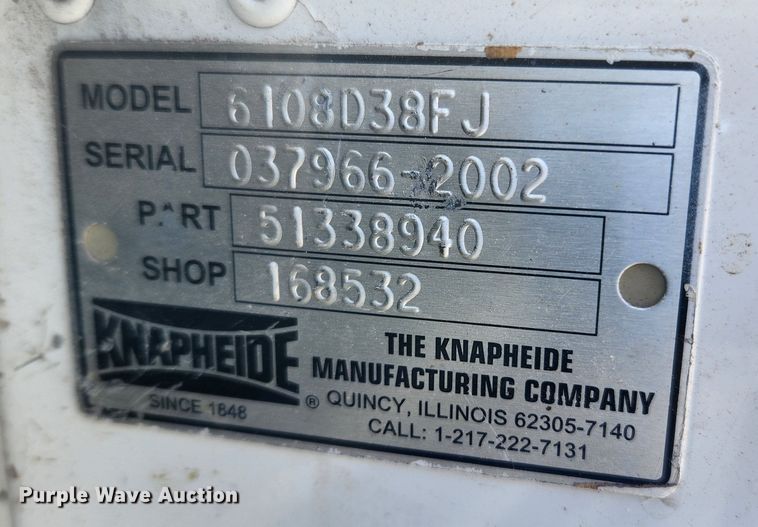 MODEL 6108D38FJ
SERIAL 037966-2002
PART 51338940
SHOP 168532
KNAPHEIDE
SINCE 1848
®
THE KNAPHEIDE
MANUFACTURING COMPANY
QUINCY, ILLINOIS 62305-7140
CALL: 1-217-222-7131
Purple Wave Auction